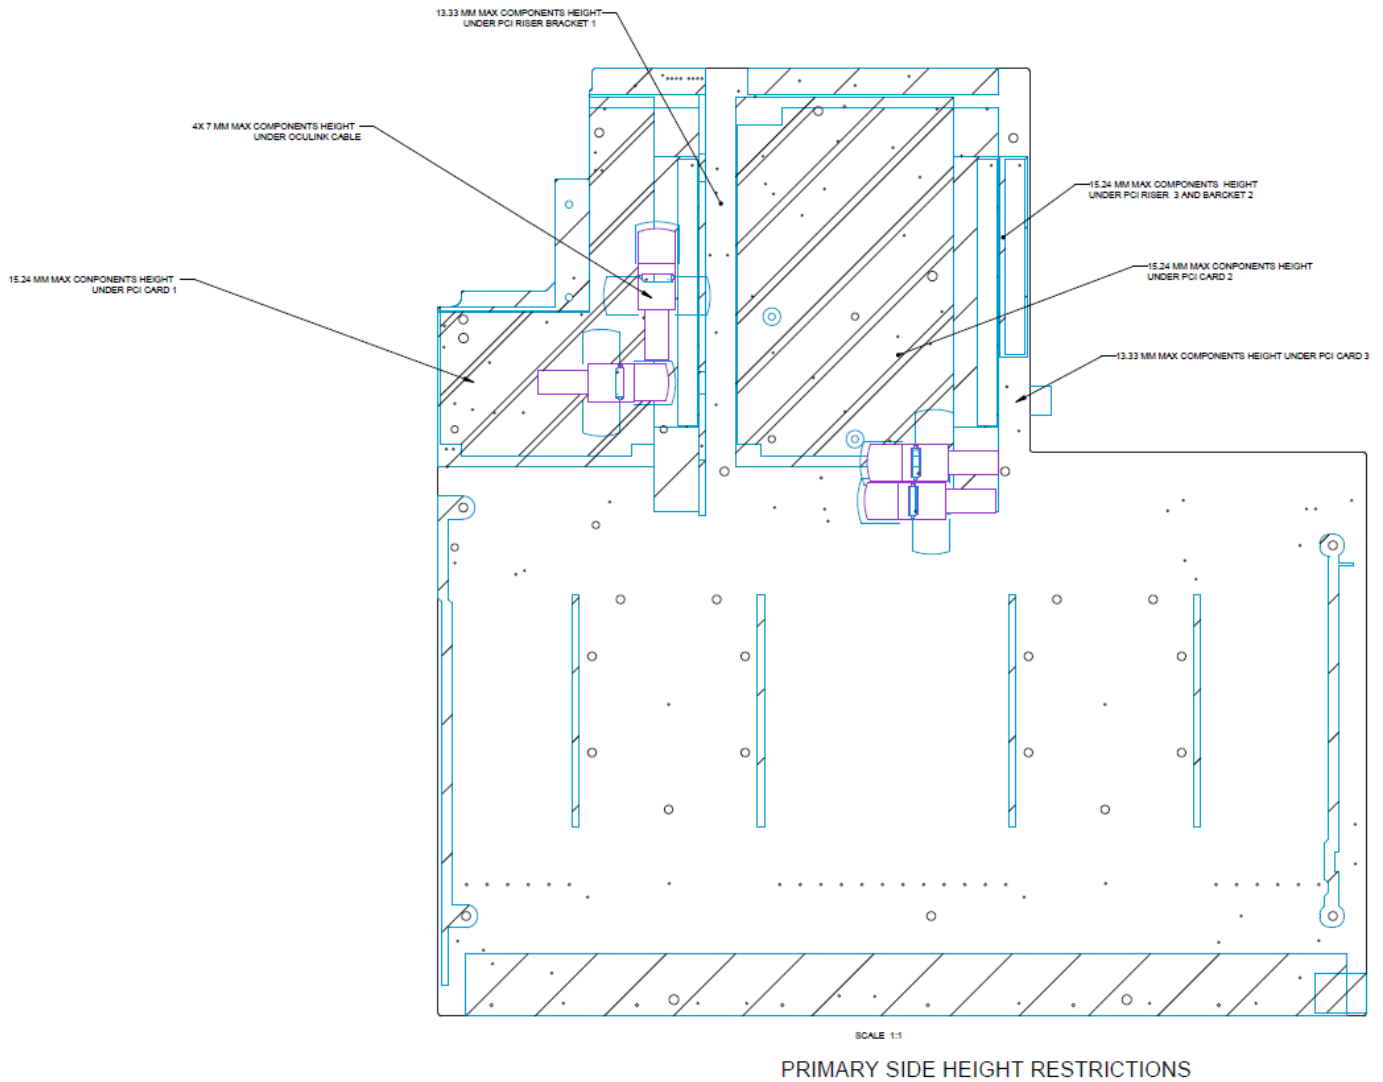 13.33 MM MAX COMPONENTS HEIGHT
UNDER PCI RISER BRACKET 1
4X 7 MM MAX COMPONENTS HEIGHT
UNDER OCULINK CABLE
15.24 MM MAX COMPONENTS HEIGHT
UNDER PCI RISER 3 AND BARCKET 2
15.24 MM MAX CONPONENTS HEIGHT
UNDER PCI CARD 2
15.24 MM MAX CONPONENTS HEIGHT
UNDER PCI CARD 1
13.33 MM MAX COMPONENTS HEIGHT UNDER PCI CARD 3
SCALE 1:1
PRIMARY SIDE HEIGHT RESTRICTIONS